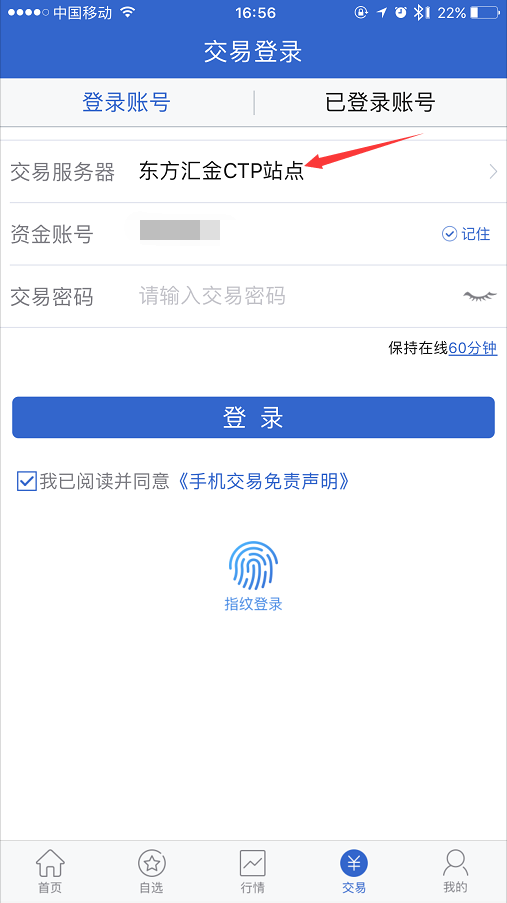 中国移动 16:56 22%
交易登录
登录账号 已登录账号
交易服务器 东方汇金CTP站点
资金账号 记住
交易密码 请输入交易密码
保持在线60分钟
登 录
我已阅读并同意《手机交易免责声明》
指纹登录
首页 自选 行情 交易 我的